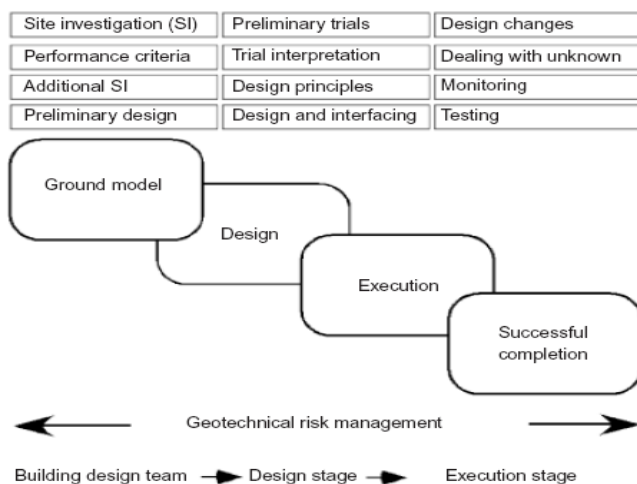 Site investigation (SI) Preliminary trials Design changes
Performance criteria Trial interpretation Dealing with unknown
Additional SI Design principles Monitoring
Preliminary design Design and interfacing Testing
Ground model
Design
Execution
Successful
completion
Geotechnical risk management
Building design team Design stage Execution stage